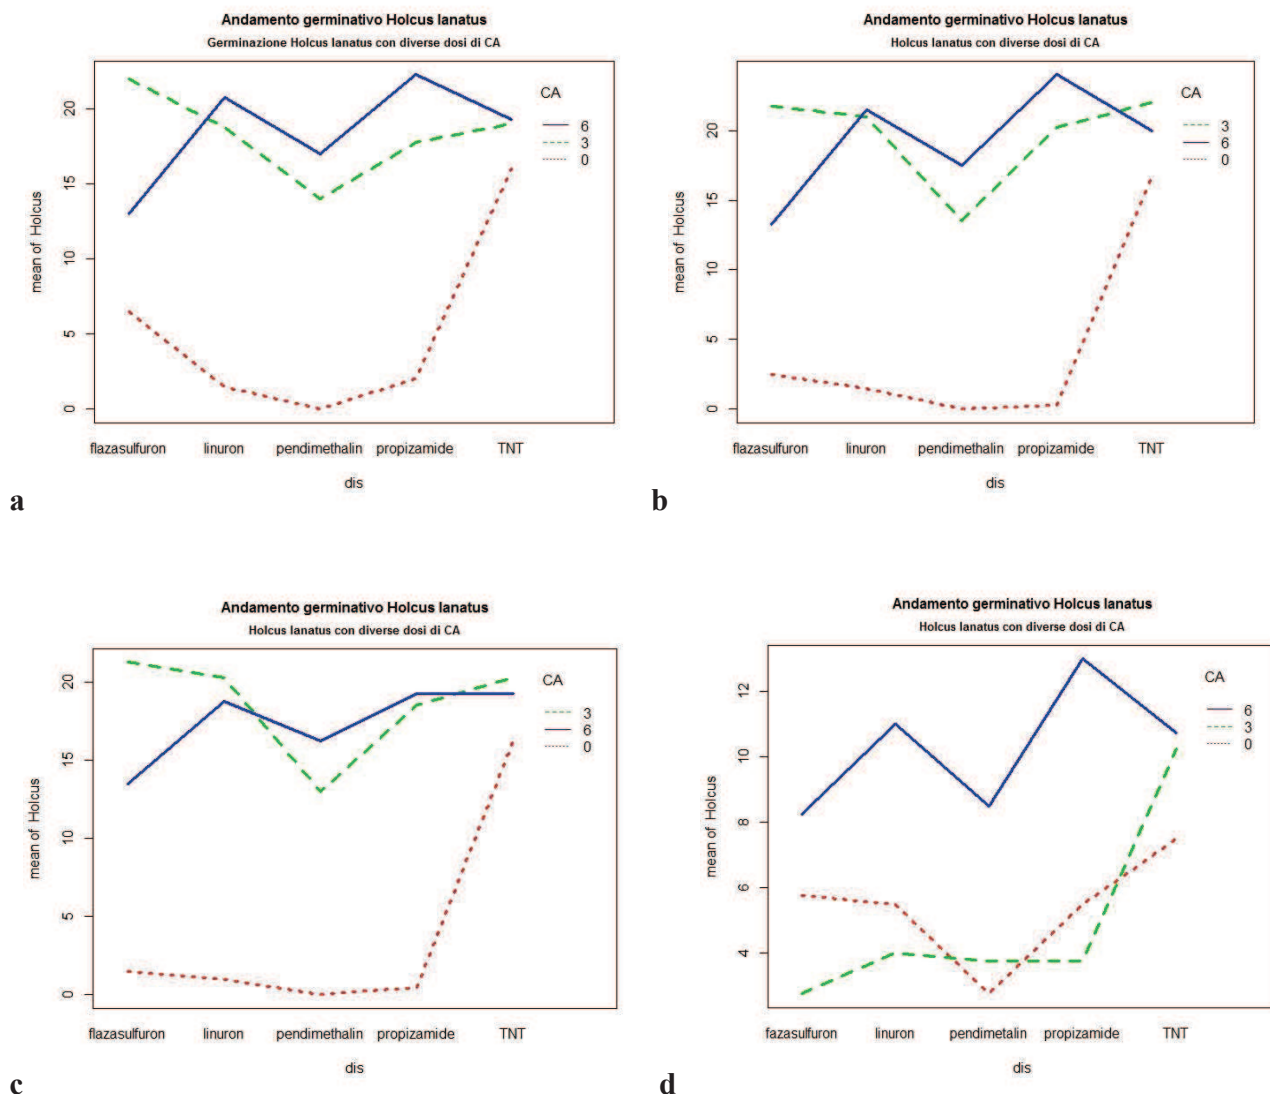 Andamento germinativo Holcus lanatus
Germinazione Holcus lanatus con diverse dosi di CA
mean of Holcus
20
15
10
5
0
CA
6
3
0
flazasulfuron linuron pendimethalin propizamide TNT
dis
a
Andamento germinativo Holcus lanatus
Holcus lanatus con diverse dosi di CA
mean of Holcus
20
15
10
5
0
CA
3
6
0
flazasulfuron linuron pendimethalin propizamide TNT
dis
b
Andamento germinativo Holcus lanatus
Holcus lanatus con diverse dosi di CA
mean of Holcus
20
15
10
5
0
CA
3
6
0
flazasulfuron linuron pendimethalin propizamide TNT
dis
c
Andamento germinativo Holcus lanatus
Holcus lanatus con diverse dosi di CA
mean of Holcus
12
10
8
6
4
CA
6
3
0
fazasulfuron linuron pendimetalin propizamide TNT
dis
d